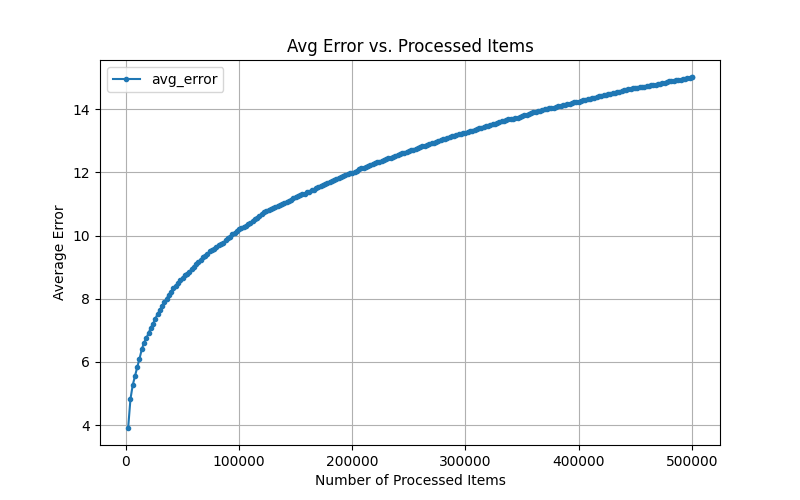 Avg Error vs. Processed Items
avg_error
Average Error
14
12
10
8
6
4
0 100000 200000 300000 400000 500000
Number of Processed Items